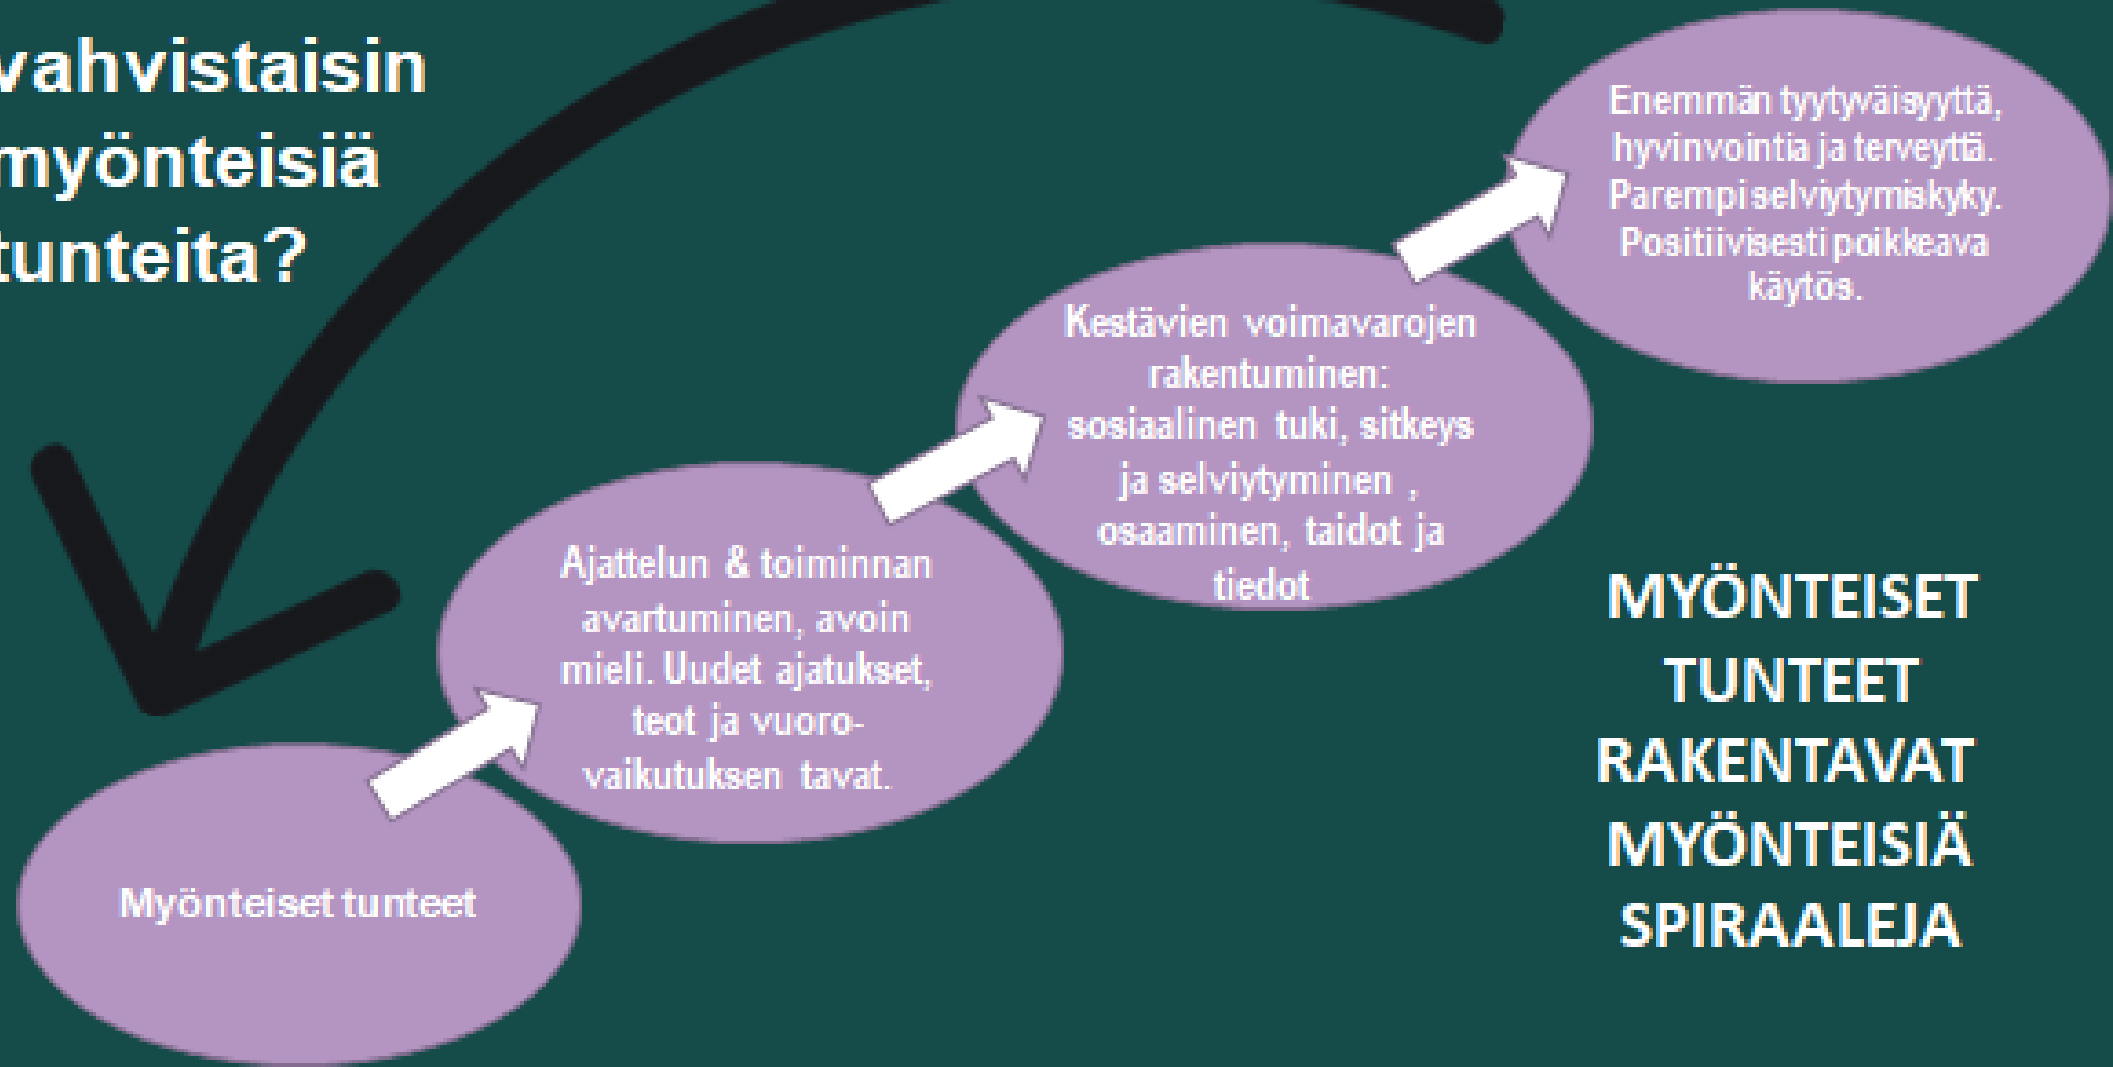 vahvistaisin
myönteisiä
tunteita?
Enemmän tyytyväisyyttä,
hyvinvointia ja terveyttä.
Parempi selviytymiskyky.
Positiivisesti poikkeava
käytös.
Kestävien voimavarojen
rakentuminen:
sosiaalinen tuki, sitkeys
ja selviytyminen ,
osaaminen, taidot ja
tiedot
Ajattelun & toiminnan
avartuminen, avoin
mieli. Uudet ajatukset,
teot ja vuoro-
vaikutuksen tavat.
Myönteiset tunteet
MYÖNTEISET
TUNTEET
RAKENTAVAT
MYÖNTEISIÄ
SPIRAALEJA